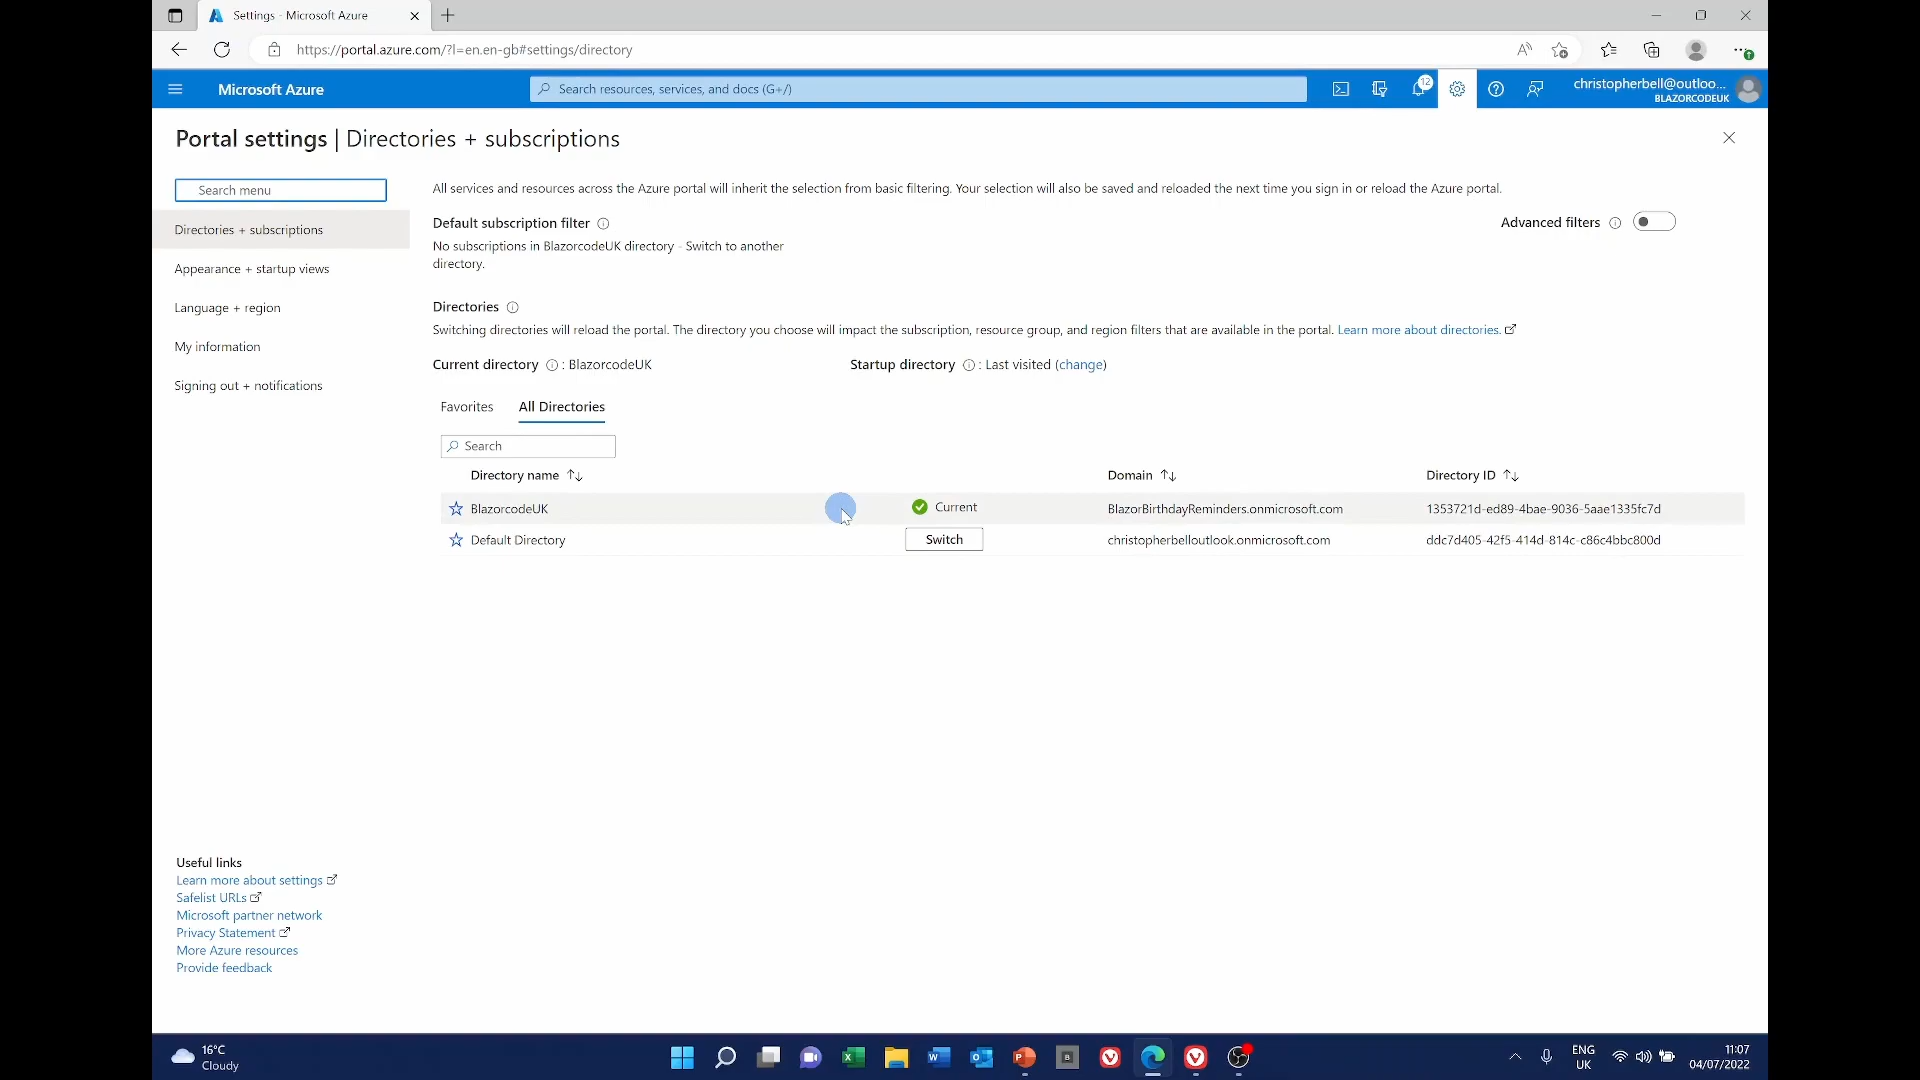 Settings - Microsoft Azure
https://portal.azure.com/?l=en.en-gb#settings/directory
Microsoft Azure
Search resources, services, and docs (G+/)
12
christopherbell@outloo...
BLAZORCODEUK
Portal settings | Directories + subscriptions
Search menu
Directories + subscriptions
Appearance + startup views
Language + region
My information
Signing out + notifications
All services and resources across the Azure portal will inherit the selection from basic filtering. Your selection will also be saved and reloaded the next time you sign in or reload the Azure portal.
Default subscription filter
Advanced filters
No subscriptions in BlazorcodeUK directory - Switch to another
directory.
Directories
Switching directories will reload the portal. The directory you choose will impact the subscription, resource group, and region filters that are available in the portal. Learn more about directories.
Current directory : BlazorcodeUK
Startup directory : Last visited (change)
Favorites
All Directories
Search
Directory name
Domain
Directory ID
BlazorcodeUK
Current
BlazorBirthdayReminders.onmicrosoft.com
1353721d-ed89-4bae-9036-5aae1335fc7d
Default Directory
Switch
christopherbelloutlook.onmicrosoft.com
ddc7d405-42f5-414d-814c-c86c4bbc800d
Useful links
Learn more about settings
Safelist URLs
Microsoft partner network
Privacy Statement
More Azure resources
Provide feedback
16°C
Cloudy
ENG
UK
11:07
04/07/2022